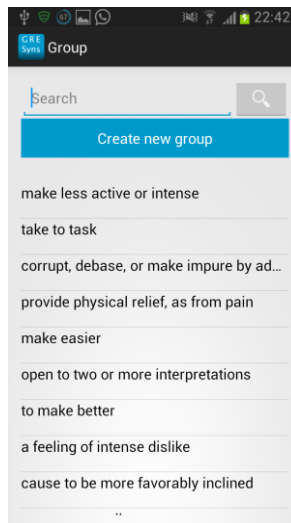 67
22:42
GRE
Syns
Group
Search
Create new group
make less active or intense
take to task
corrupt, debase, or make impure by ad...
provide physical relief, as from pain
make easier
open to two or more interpretations
to make better
a feeling of intense dislike
cause to be more favorably inclined